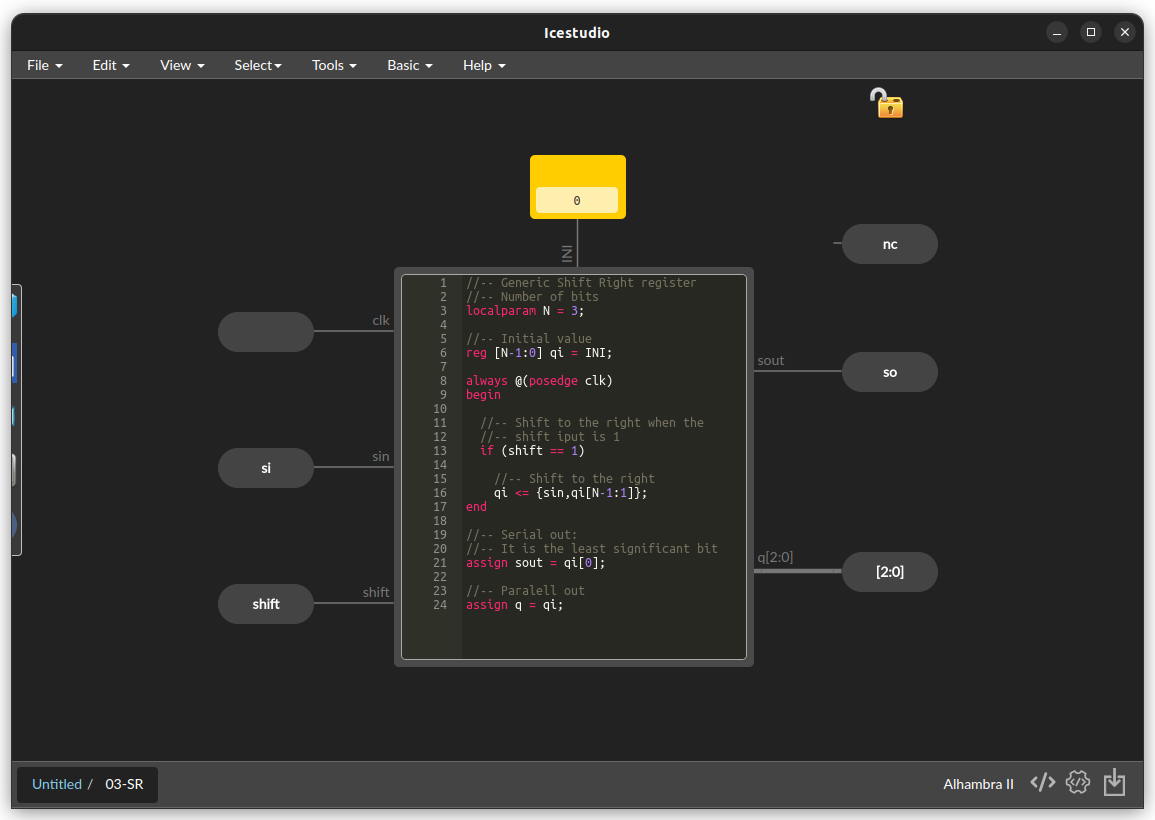 Icestudio
File Edit View Select Tools Basic Help
0
INI
nc
clk
sout
so
sin
si
q[2:0]
[2:0]
shift
shift
1 //-- Generic Shift Right register
2 //-- Number of bits
3 localparam N = 3;
4
5 //-- Initial value
6 reg [N-1:0] qi = INI;
7
8 always @(posedge clk)
9 begin
10
11 //-- Shift to the right when the
12 //-- shift iput is 1
13 if (shift == 1)
14
15 //-- Shift to the right
16 qi <= {sin,qi[N-1:1]};
17 end
18
19 //-- Serial out:
20 //-- It is the least significant bit
21 assign sout = qi[0];
22
23 //-- Paralell out
24 assign q = qi;
Untitled / 03-SR
Alhambra II